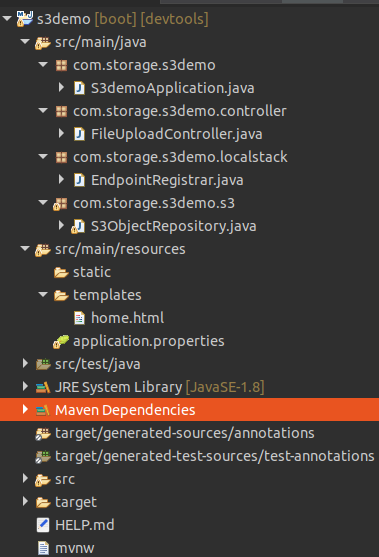 s3demo [boot] [devtools]
src/main/java
com.storage.s3demo
S3demoApplication.java
com.storage.s3demo.controller
FileUploadController.java
com.storage.s3demo.localstack
EndpointRegistrar.java
com.storage.s3demo.s3
S3ObjectRepository.java
src/main/resources
static
templates
home.html
application.properties
src/test/java
JRE System Library [JavaSE-1.8]
Maven Dependencies
target/generated-sources/annotations
target/generated-test-sources/test-annotations
src
target
HELP.md
mvnw